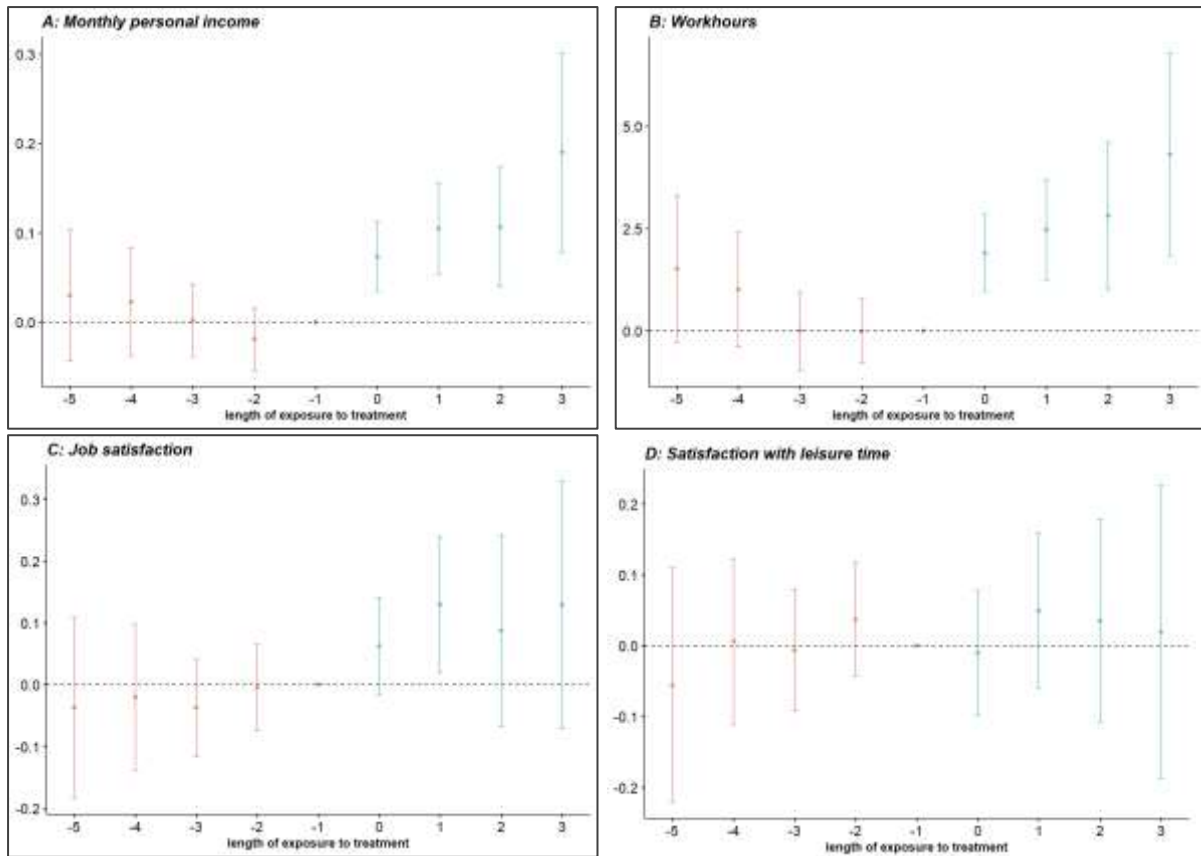 A: Monthly personal income
0.3
0.2
0.1
0.0
-5 -4 -3 -2 -1 0 1 2 3
length of exposure to treatment
B: Workhours
5.0
2.5
0.0
-5 -4 -3 -2 -1 0 1 2 3
length of exposure to treatment
C: Job satisfaction
0.3
0.2
0.1
0.0
-0.1
-0.2
-5 -4 -3 -2 -1 0 1 2 3
length of exposure to treatment
D: Satisfaction with leisure time
0.2
0.1
0.0
-0.1
-0.2
-5 -4 -3 -2 -1 0 1 2 3
length of exposure to treatment